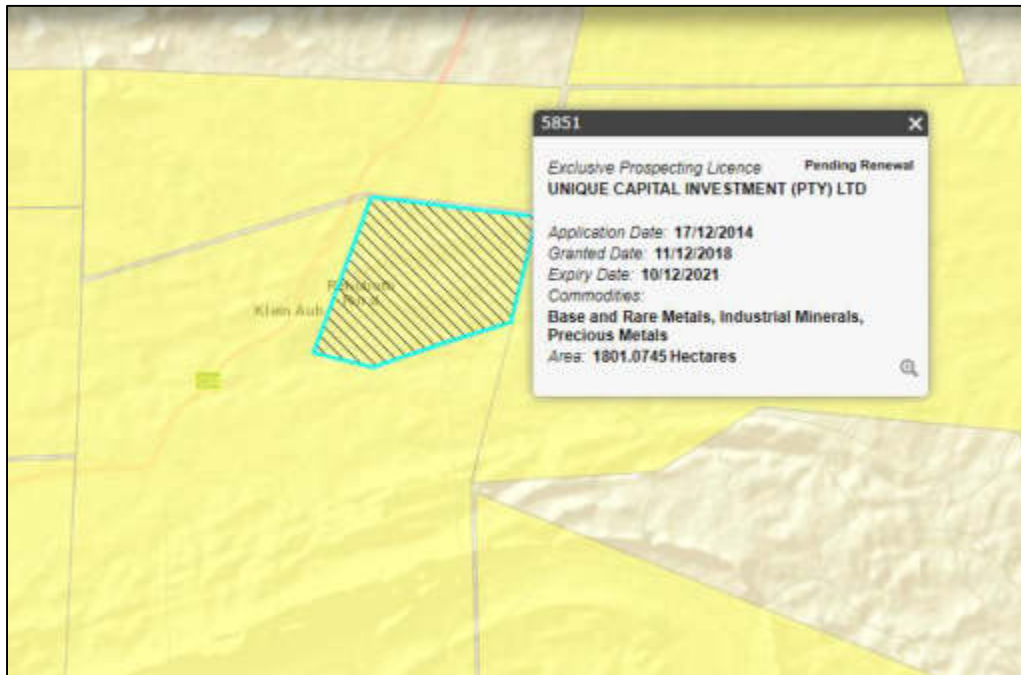 5851
Exclusive Prospecting Licence Pending Renewal
UNIQUE CAPITAL INVESTMENT (PTY) LTD
Application Date: 17/12/2014
Granted Date: 11/12/2018
Expiry Date: 10/12/2021
Commodities:
Base and Rare Metals, Industrial Minerals,
Precious Metals
Area: 1801.0745 Hectares
Klein Aub